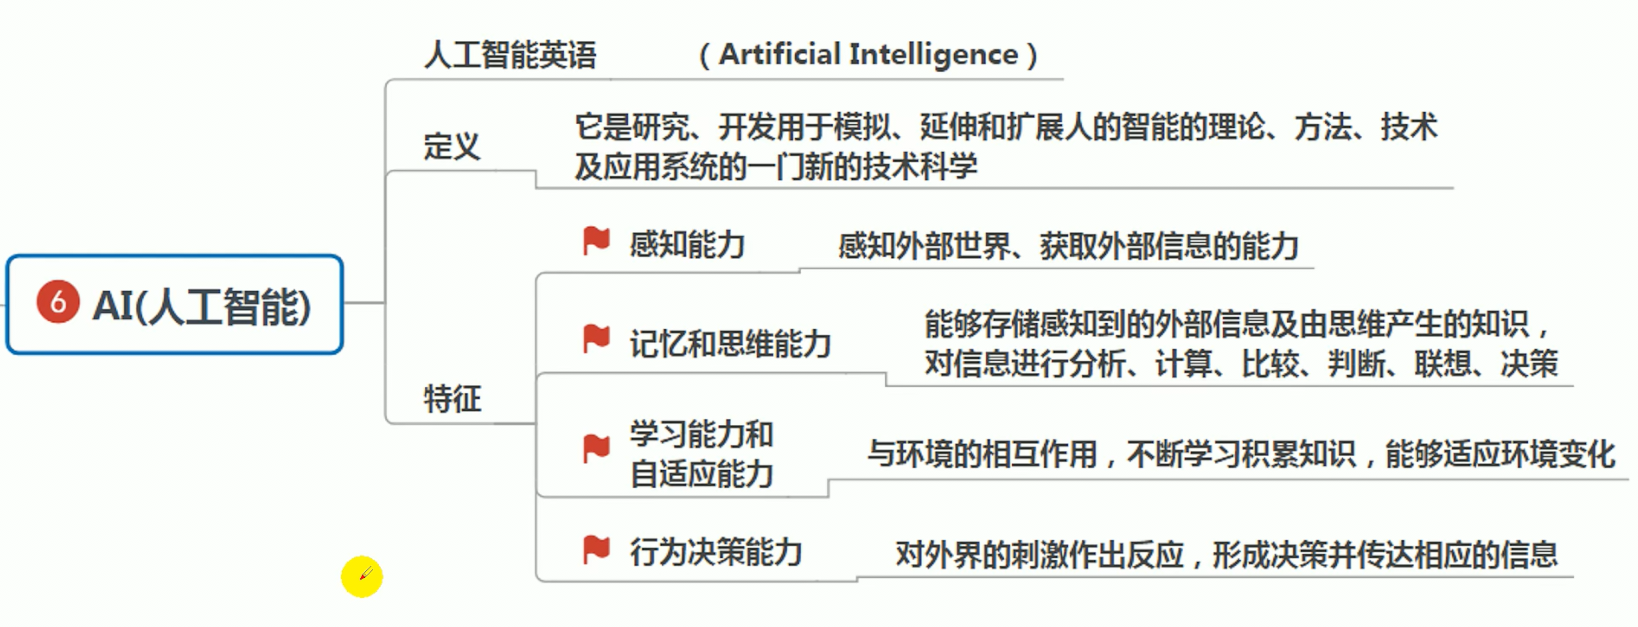 人工智能英语
（Artificial Intelligence）
定义
它是研究、开发用于模拟、延伸和扩展人的智能的理论、方法、技术
及应用系统的一门新的技术科学
感知能力
感知外部世界、获取外部信息的能力
6 AI(人工智能)
记忆和思维能力
能够存储感知到的外部信息及由思维产生的知识，
对信息进行分析、计算、比较、判断、联想、决策
特征
学习能力和
自适应能力
与环境的相互作用，不断学习积累知识，能够适应环境变化
行为决策能力
对外界的刺激作出反应，形成决策并传达相应的信息